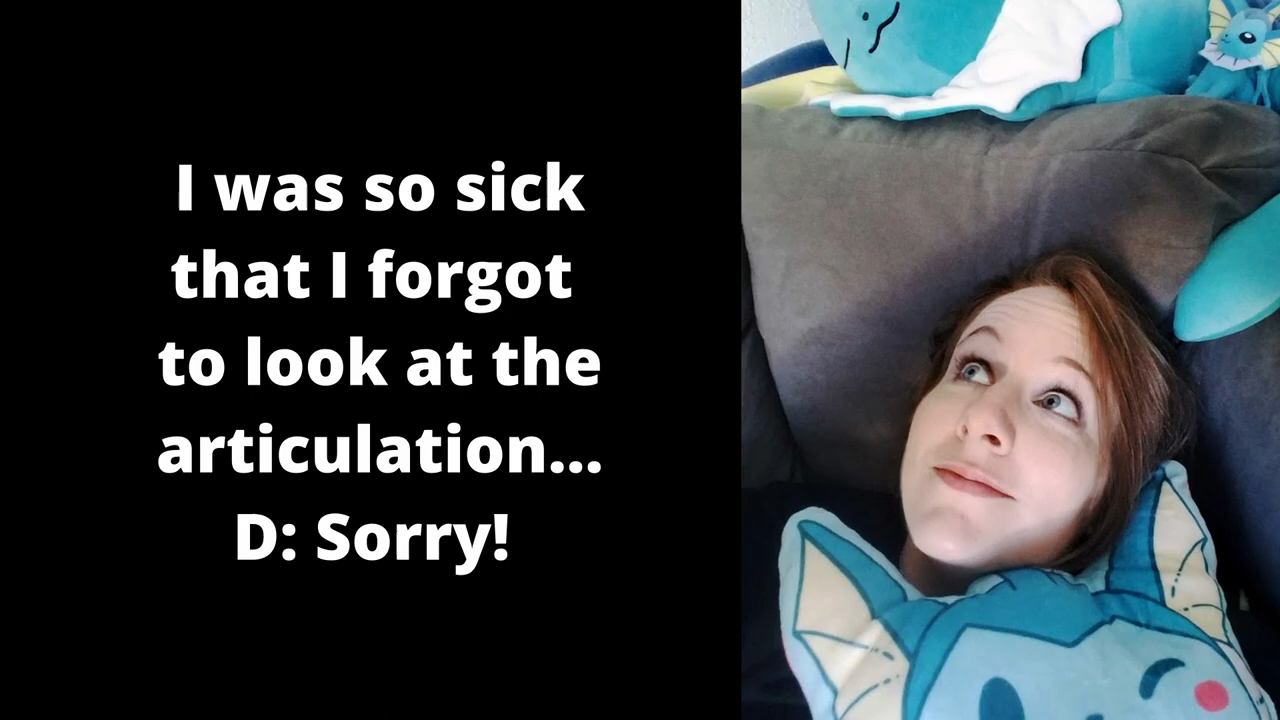 I was so sick
that I forgot
to look at the
articulation...
D: Sorry!